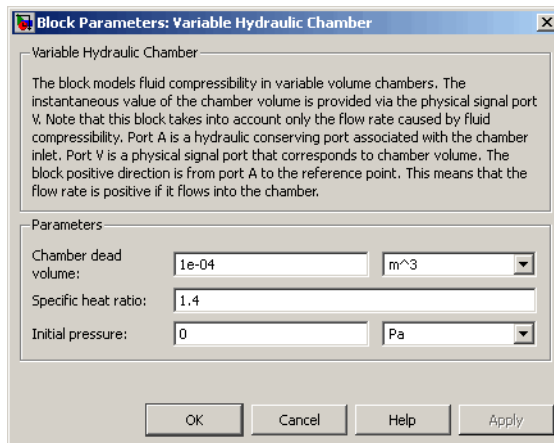 Block Parameters: Variable Hydraulic Chamber
Variable Hydraulic Chamber
The block models fluid compressibility in variable volume chambers. The
instantaneous value of the chamber volume is provided via the physical signal port
V. Note that this block takes into account only the flow rate caused by fluid
compressibility. Port A is a hydraulic conserving port associated with the chamber
inlet. Port V is a physical signal port that corresponds to chamber volume. The
block positive direction is from port A to the reference point. This means that the
flow rate is positive if it flows into the chamber.
Parameters
Chamber dead
volume:
1e-04 m^3
Specific heat ratio: 1.4
Initial pressure: 0 Pa
OK Cancel Help Apply